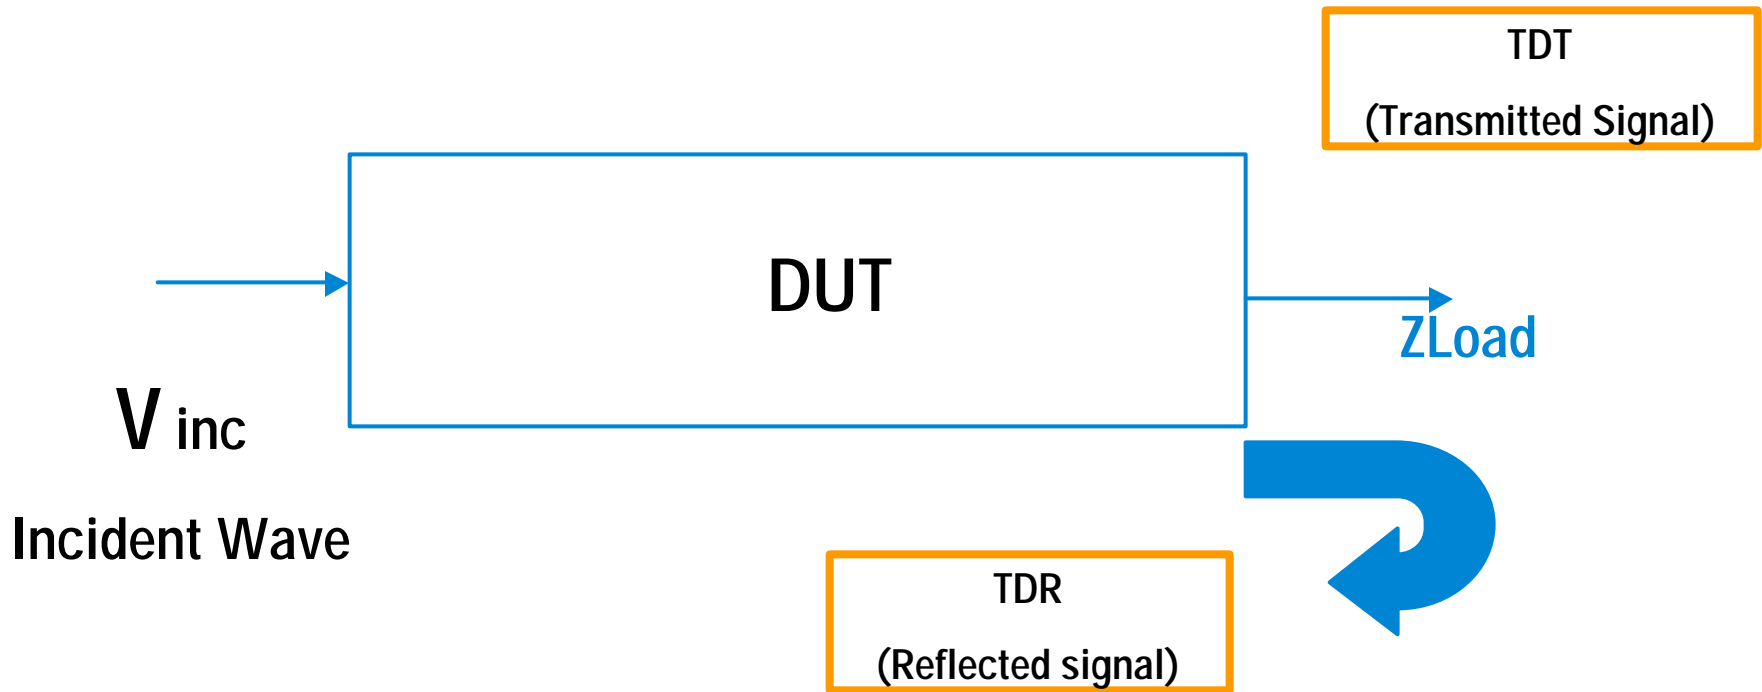 TDT
(Transmitted Signal)
DUT
ZLoad
V inc
Incident Wave
TDR
(Reflected signal)